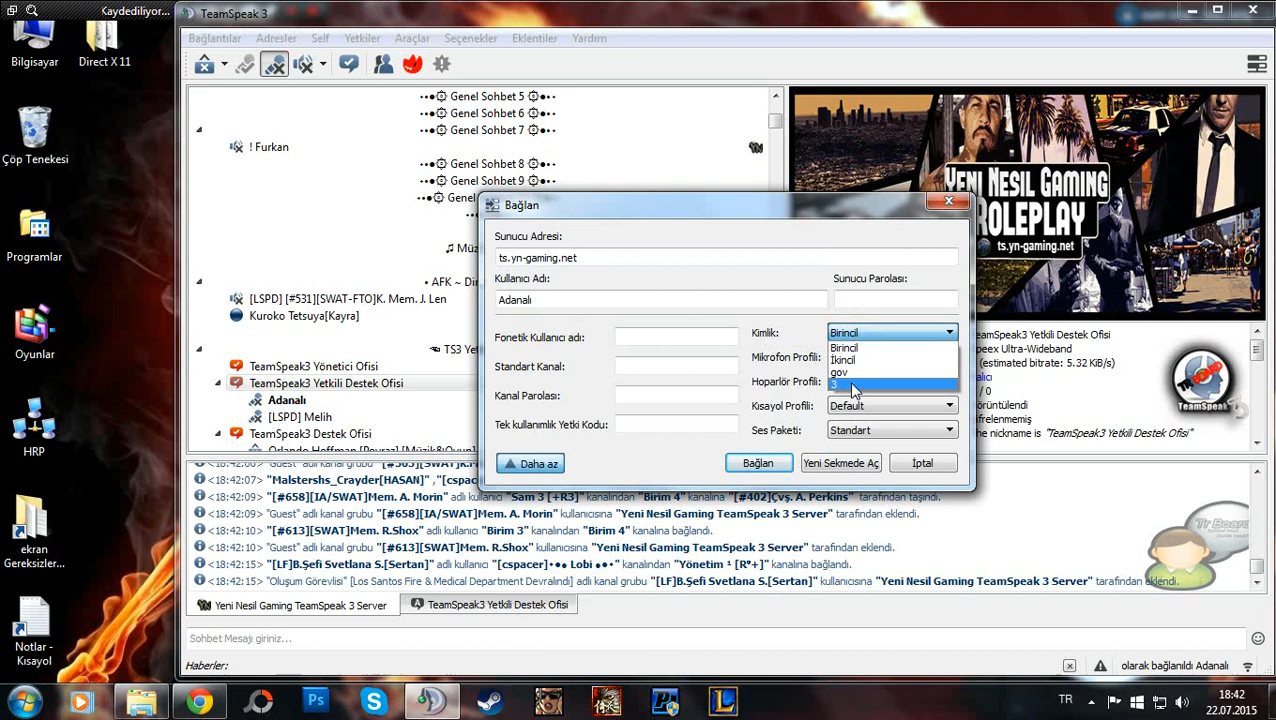 Kaydediliyor...
Bilgisayar
Direct X 11
Çöp Tenekesi
Programlar
Oyunlar
HRP
ekran
Gereksizler...
Notlar -
Kısayol
TeamSpeak 3
Bağlantılar Adresler Self Yetkiler Araçlar Seçenekler Eklentiler Yardım
Genel Sohbet 5
Genel Sohbet 6
Genel Sohbet 7
! Furkan
Genel Sohbet 8
Genel Sohbet 9
• AFK ~
[LSPD] [#531][SWAT-FTO]K. Mem. J. Len
Kuroko Tetsuya[Kayra]
TeamSpeak3 Yönetici Ofisi
TeamSpeak3 Yetkili Destek Ofisi
Adanalı
[LSPD] Melih
TeamSpeak3 Destek Ofisi
YENİ NESİL GAMING
ROLEPLAY
ts.yn-gaming.net
Bağlan
Sunucu Adresi:
ts.yn-gaming.net
Kullanıcı Adı: Sunucu Parolası:
Adanalı
Fonetik Kullanıcı adı:
Standart Kanal:
Kanal Parolası:
Tek kullanımlık Yetki Kodu:
Kimlik: Birincil
Birincil
İkincil
gov
3
Mikrofon Profili:
Hoparlör Profili:
Kısayol Profili: Default
Ses Paketi: Standart
Daha az
Bağlan
Yeni Sekmede Aç
İptal
TeamSpeak3 Yetkili Destek Ofisi
Speex Ultra-Wideband
(estimated bitrate: 5.32 KiB/s)
görüntülendi
şifrelenmemiş
nickname is "TeamSpeak3 Yetkili Destek Ofisi"
TeamSpeak
<18:42:07> "Malstershs_Crayder[HASAN]" ,"[cspac
<18:42:09> "[#658][IA/SWAT]Mem. A. Morin" adlı kullanıcı "Sam 3 [+R3]" kanalından "Birim 4" kanalına "[#402]Çvş. A. Perkins" tarafından taşındı.
<18:42:09> "Guest" adlı kanal grubu "[#658][IA/SWAT]Mem. A. Morin" kullanıcısına "Yeni Nesil Gaming TeamSpeak 3 Server" tarafından eklendi.
<18:42:10> "[#613][SWAT]Mem. R.Shox" adlı kullanıcı "Birim 3" kanalından "Birim 4" kanalına bağlandı.
<18:42:10> "Guest" adlı kanal grubu "[#613][SWAT]Mem. R.Shox" kullanıcısına "Yeni Nesil Gaming TeamSpeak 3 Server" tarafından eklendi.
<18:42:15> "[LF]B.Şefi Svetlana S.[Sertan]" adlı kullanıcı "[cspacer]•●● Lobi ●●•" kanalından "Yönetim ¹ [R*+]" kanalına bağlandı.
<18:42:15> "Oluşum Görevlisi" [Los Santos Fire & Medical Department Devralındı] adlı kanal grubu "[LF]B.Şefi Svetlana S.[Sertan]" kullanıcısına "Yeni Nesil Gaming TeamSpeak 3 Server" tarafından eklendi.
Yeni Nesil Gaming TeamSpeak 3 Server
TeamSpeak3 Yetkili Destek Ofisi
Sohbet Mesajı giriniz...
Haberler:
olarak bağlanıldı Adanalı
TR
18:42
22.07.2015